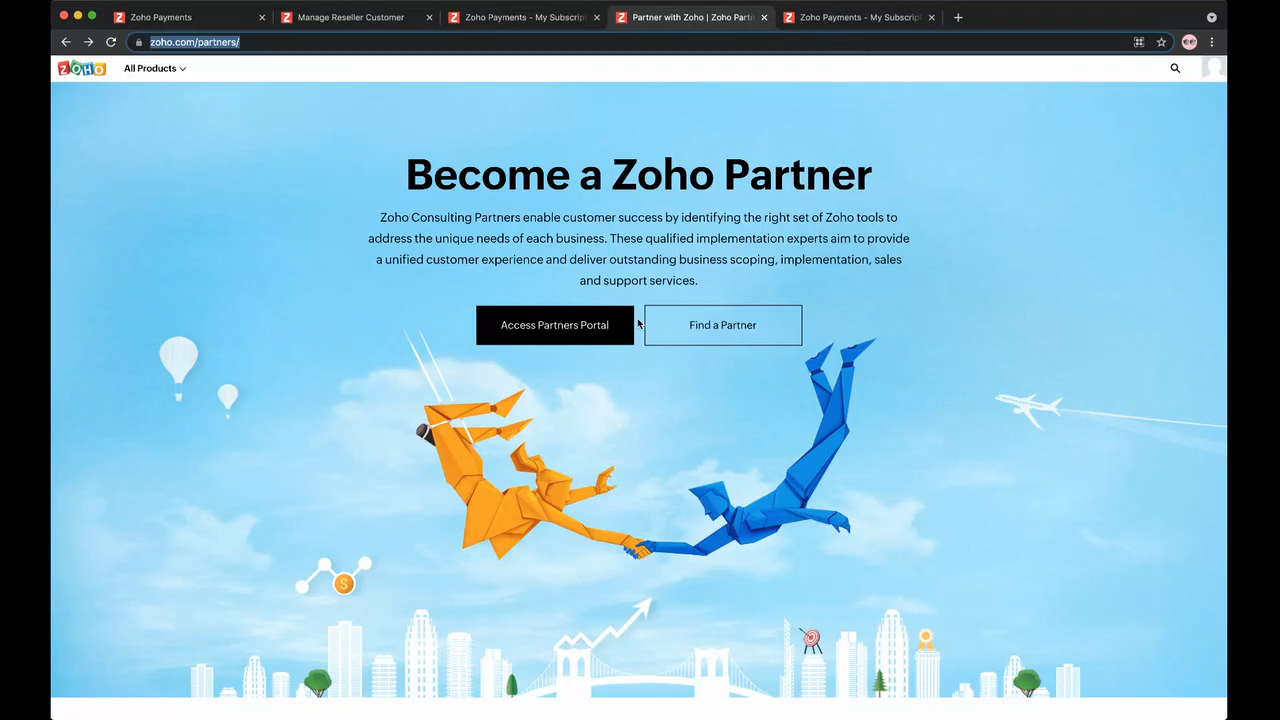 Zoho Payments
Manage Reseller Customer
Zoho Payments - My Subscrip
Partner with Zoho | Zoho Partn
Zoho Payments - My Subscrip
zoho.com/partners/
ZOHO
All Products
Become a Zoho Partner
Zoho Consulting Partners enable customer success by identifying the right set of Zoho tools to
address the unique needs of each business. These qualified implementation experts aim to provide
a unified customer experience and deliver outstanding business scoping, implementation, sales
and support services.
Access Partners Portal
Find a Partner
$